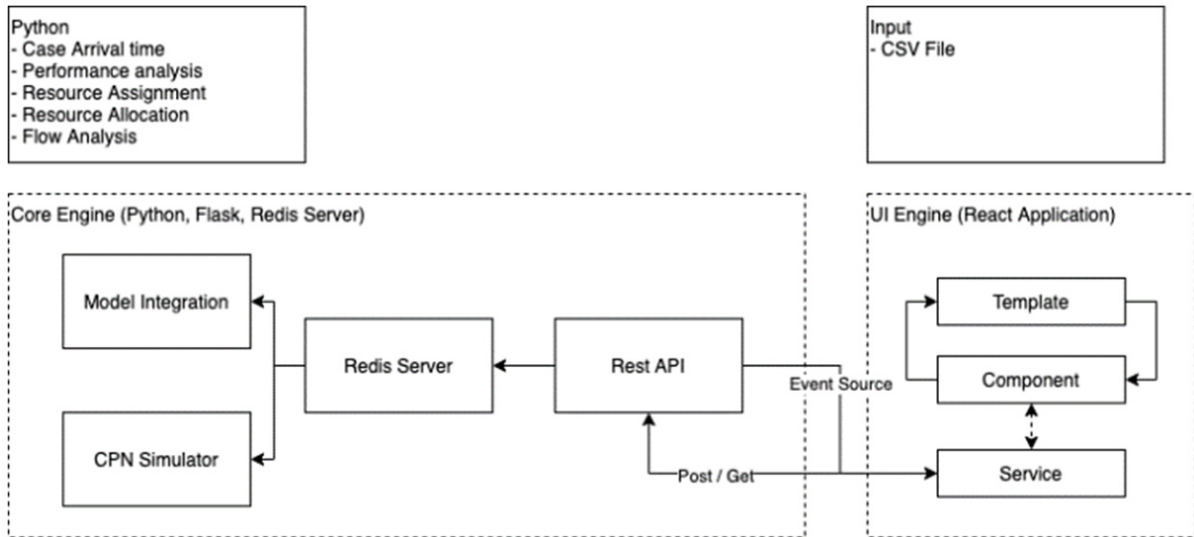 Python
- Case Arrival time
- Performance analysis
- Resource Assignment
- Resource Allocation
- Flow Analysis
Input
- CSV File
Core Engine (Python, Flask, Redis Server)
UI Engine (React Application)
Model Integration
Template
Redis Server
Rest API
Event Source
Component
CPN Simulator
Post / Get
Service